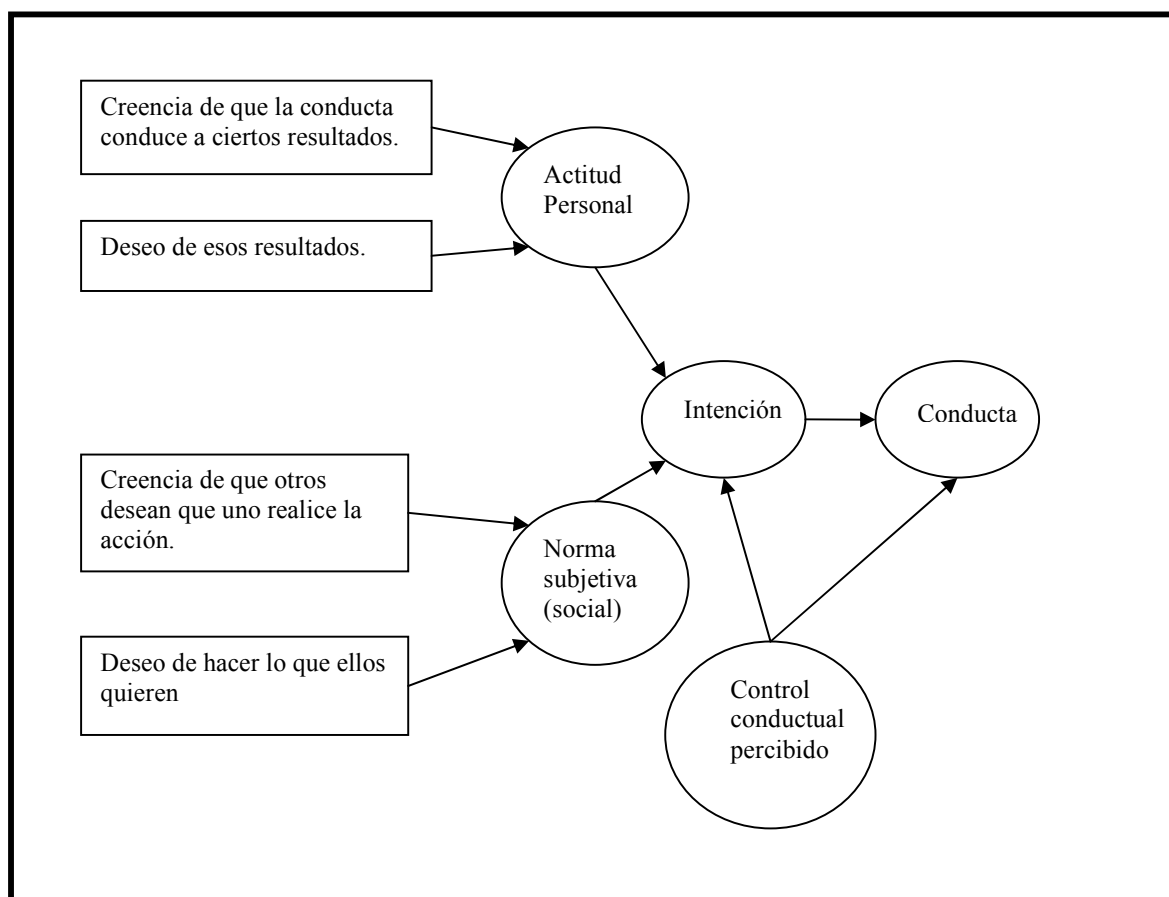 Creencia de que la conducta
conduce a ciertos resultados.
Actitud
Personal
Deseo de esos resultados.
Intención
Conducta
Creencia de que otros
desean que uno realice la
acción.
Norma
subjetiva
(social)
Deseo de hacer lo que ellos
quieren
Control
conductual
percibido